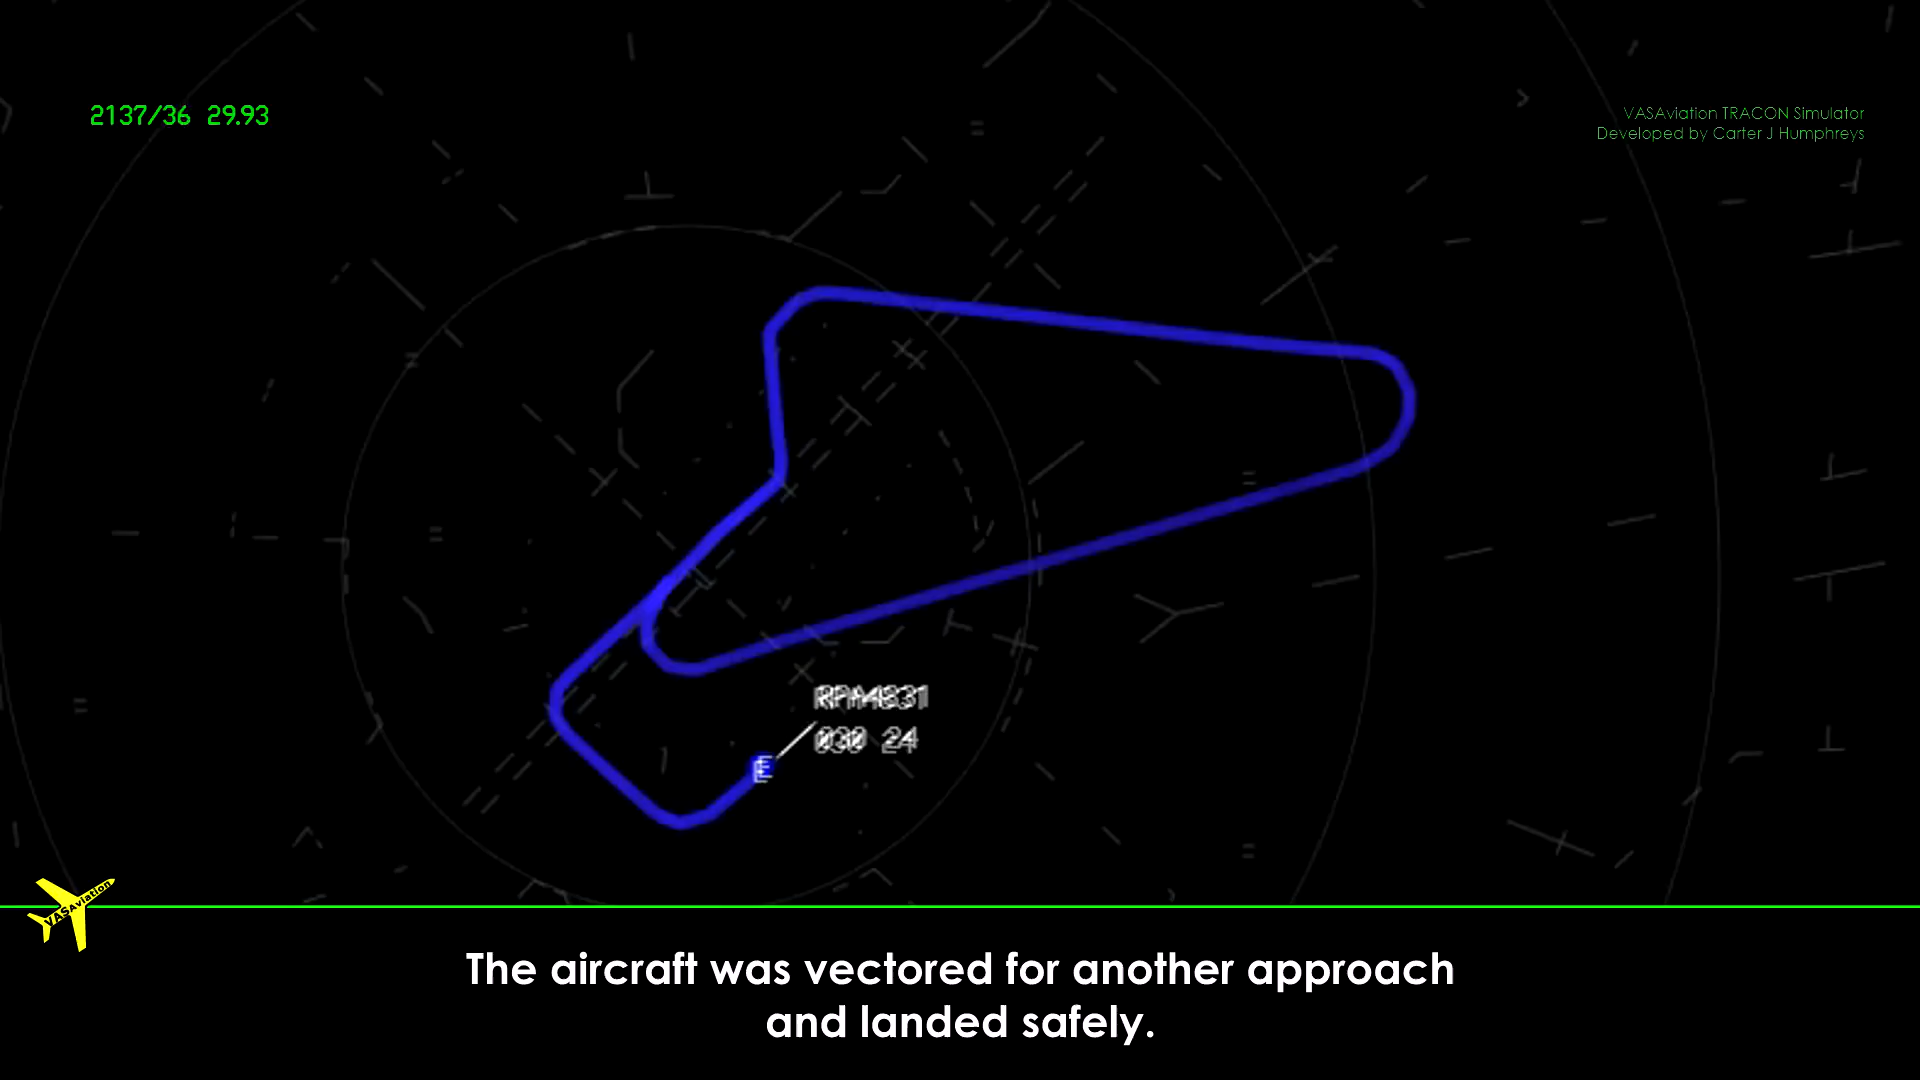 2137/36 29.93
VASAviation TRACON Simulator
Developed by Carter J Humphreys
RPA4831
030 24
E
VASAviation
The aircraft was vectored for another approach
and landed safely.